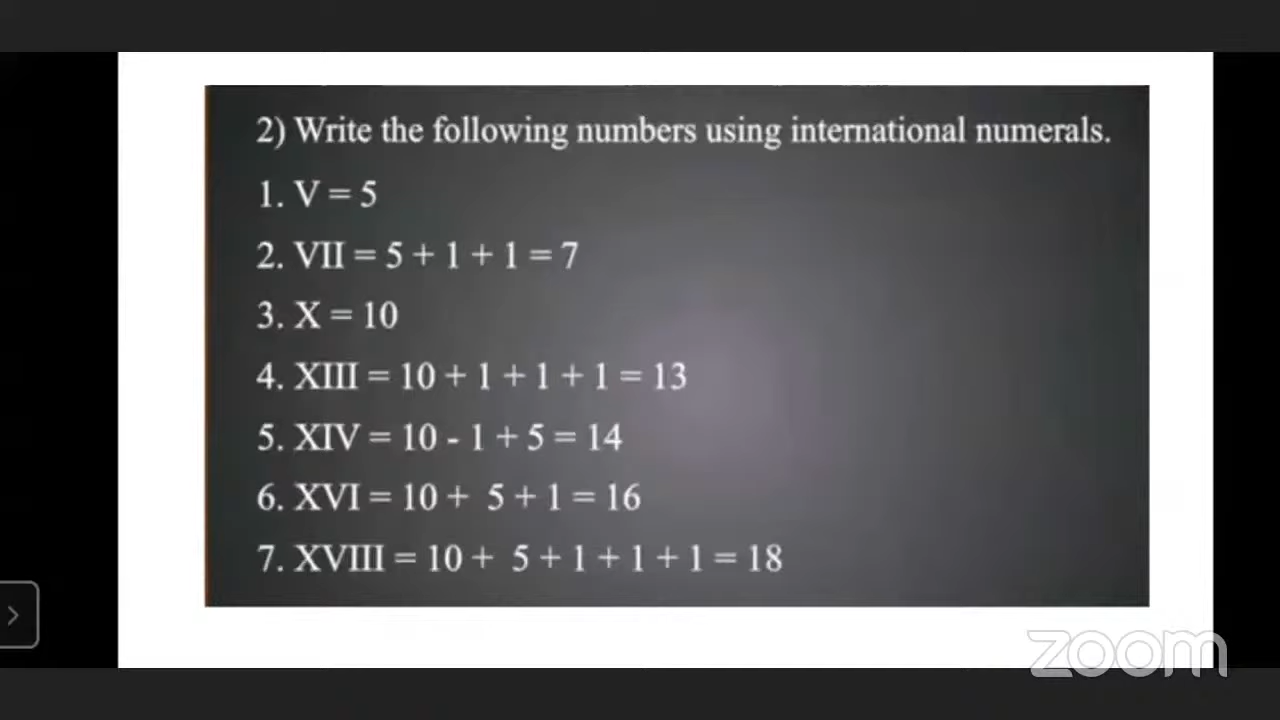 2) Write the following numbers using international numerals.
1. V = 5
2. VII = 5 + 1 + 1 = 7
3. X = 10
4. XIII = 10 + 1 + 1 + 1 = 13
5. XIV = 10 - 1 + 5 = 14
6. XVI = 10 + 5 + 1 = 16
7. XVIII = 10 + 5 + 1 + 1 + 1 = 18
zoom